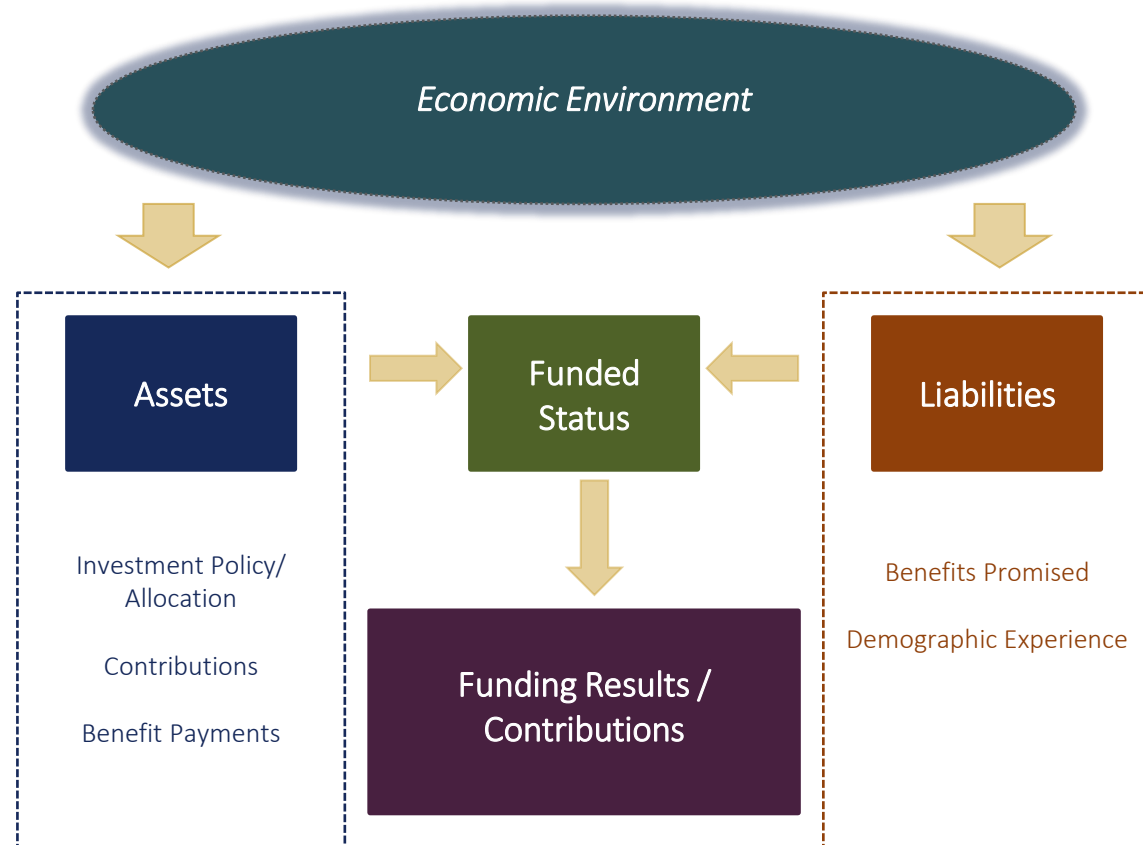 Economic Environment
Assets
Investment Policy/
Allocation
Contributions
Benefit Payments
Funded
Status
Funding Results /
Contributions
Liabilities
Benefits Promised
Demographic Experience